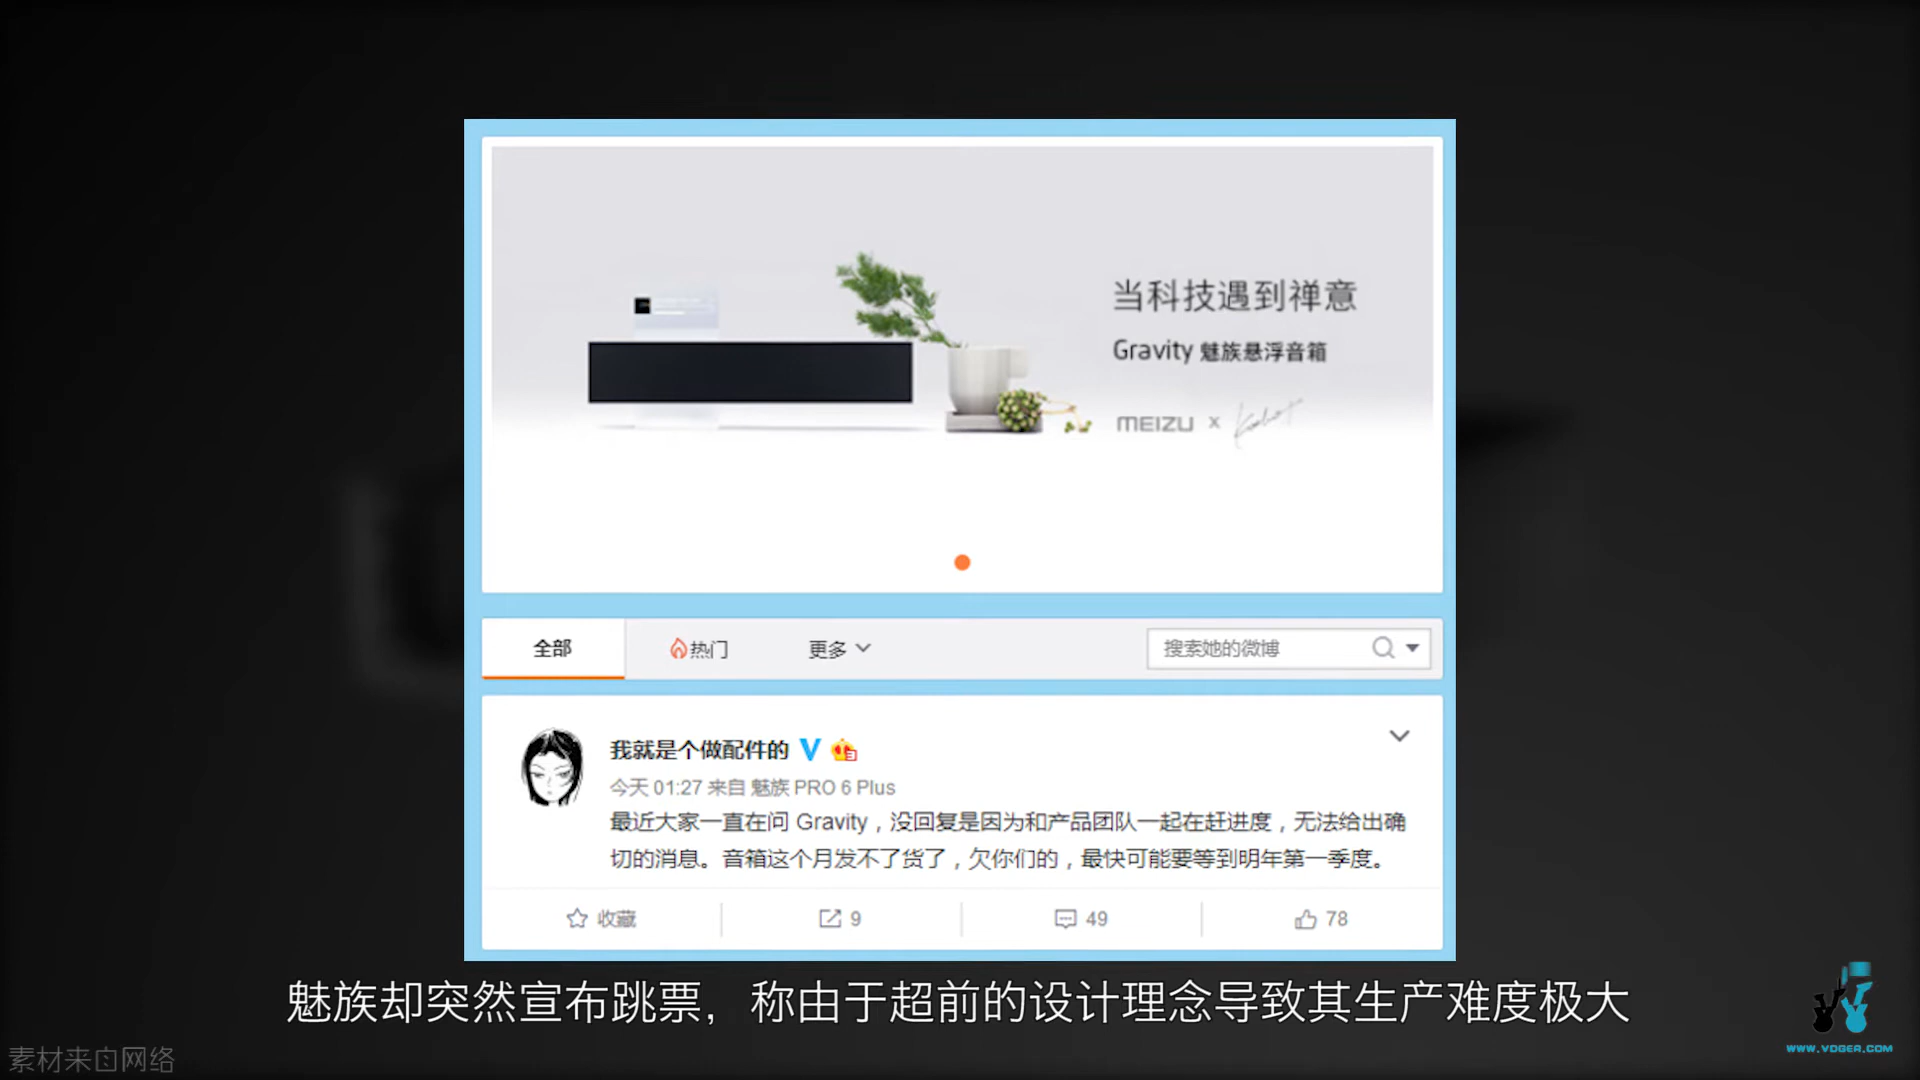 当科技遇到禅意
Gravity 魅族悬浮音箱
MEIZU x
全部
热门
更多
搜索她的微博
我就是个做配件的 V
今天 01:27 来自 魅族 PRO 6 Plus
最近大家一直在问 Gravity，没回复是因为和产品团队一起在赶进度，无法给出确
切的消息。音箱这个月发不了货了，欠你们的，最快可能要等到明年第一季度。
收藏
9
49
78
魅族却突然宣布跳票，称由于超前的设计理念导致其生产难度极大
素材来自网络
WWW.VOGER.COM